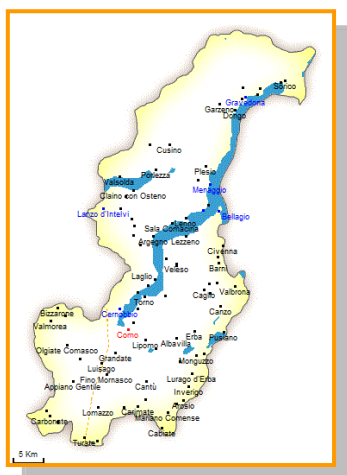 Sorico
Gravadona
Garzeno
Dongo
Cusino
Plesio
Porlezza
Valsolda
Menaggio
Claino con Osteno
Lanzo d'Intelvi
Bellagio
Lenno
Sala Comacina
Argegno
Lezzeno
Civenna
Barni
Veleso
Laglio
Caglio
Valbrona
Torno
Bizzarone
Cernobbio
Canzo
Valmorea
Como
Erba
Pusiano
Lipomo
Albavilla
Olgiate Comasco
Grandate
Monguzzo
Luisago
Fino Mornasco
Lurago d'Erba
Appiano Gentile
Cantù
Inverigo
Arosio
Lomazzo
Carimate
Mariano Comense
Carbonate
Cabiate
Turate
5 Km